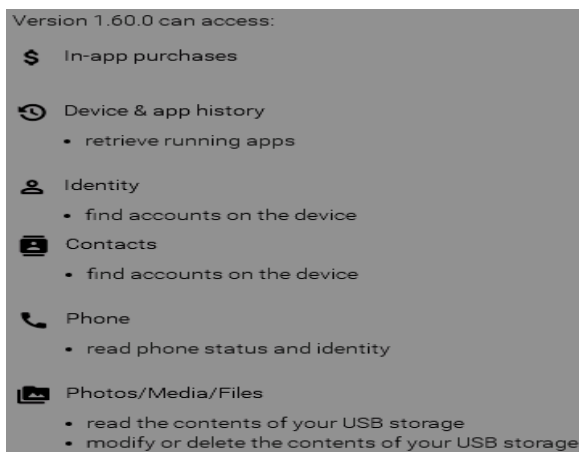 Version 1.60.0 can access:
$ In-app purchases
Device & app history
• retrieve running apps
Identity
• find accounts on the device
Contacts
• find accounts on the device
Phone
• read phone status and identity
Photos/Media/Files
• read the contents of your USB storage
• modify or delete the contents of your USB storage